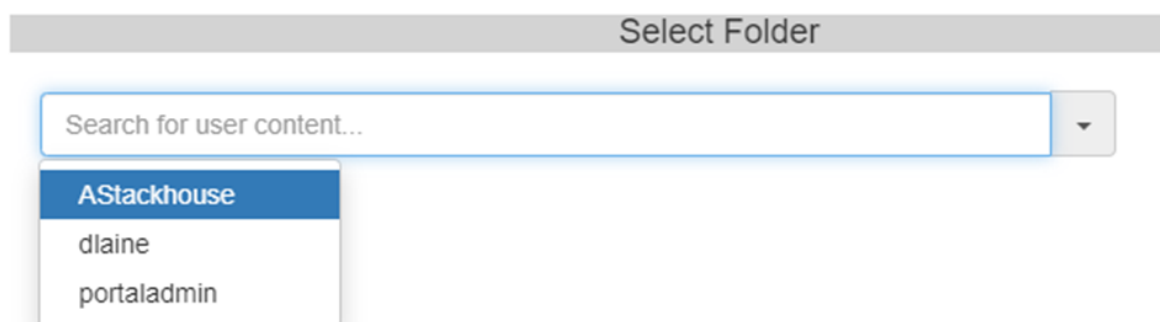 Select Folder
Search for user content...
AStackhouse
dlaine
portaladmin